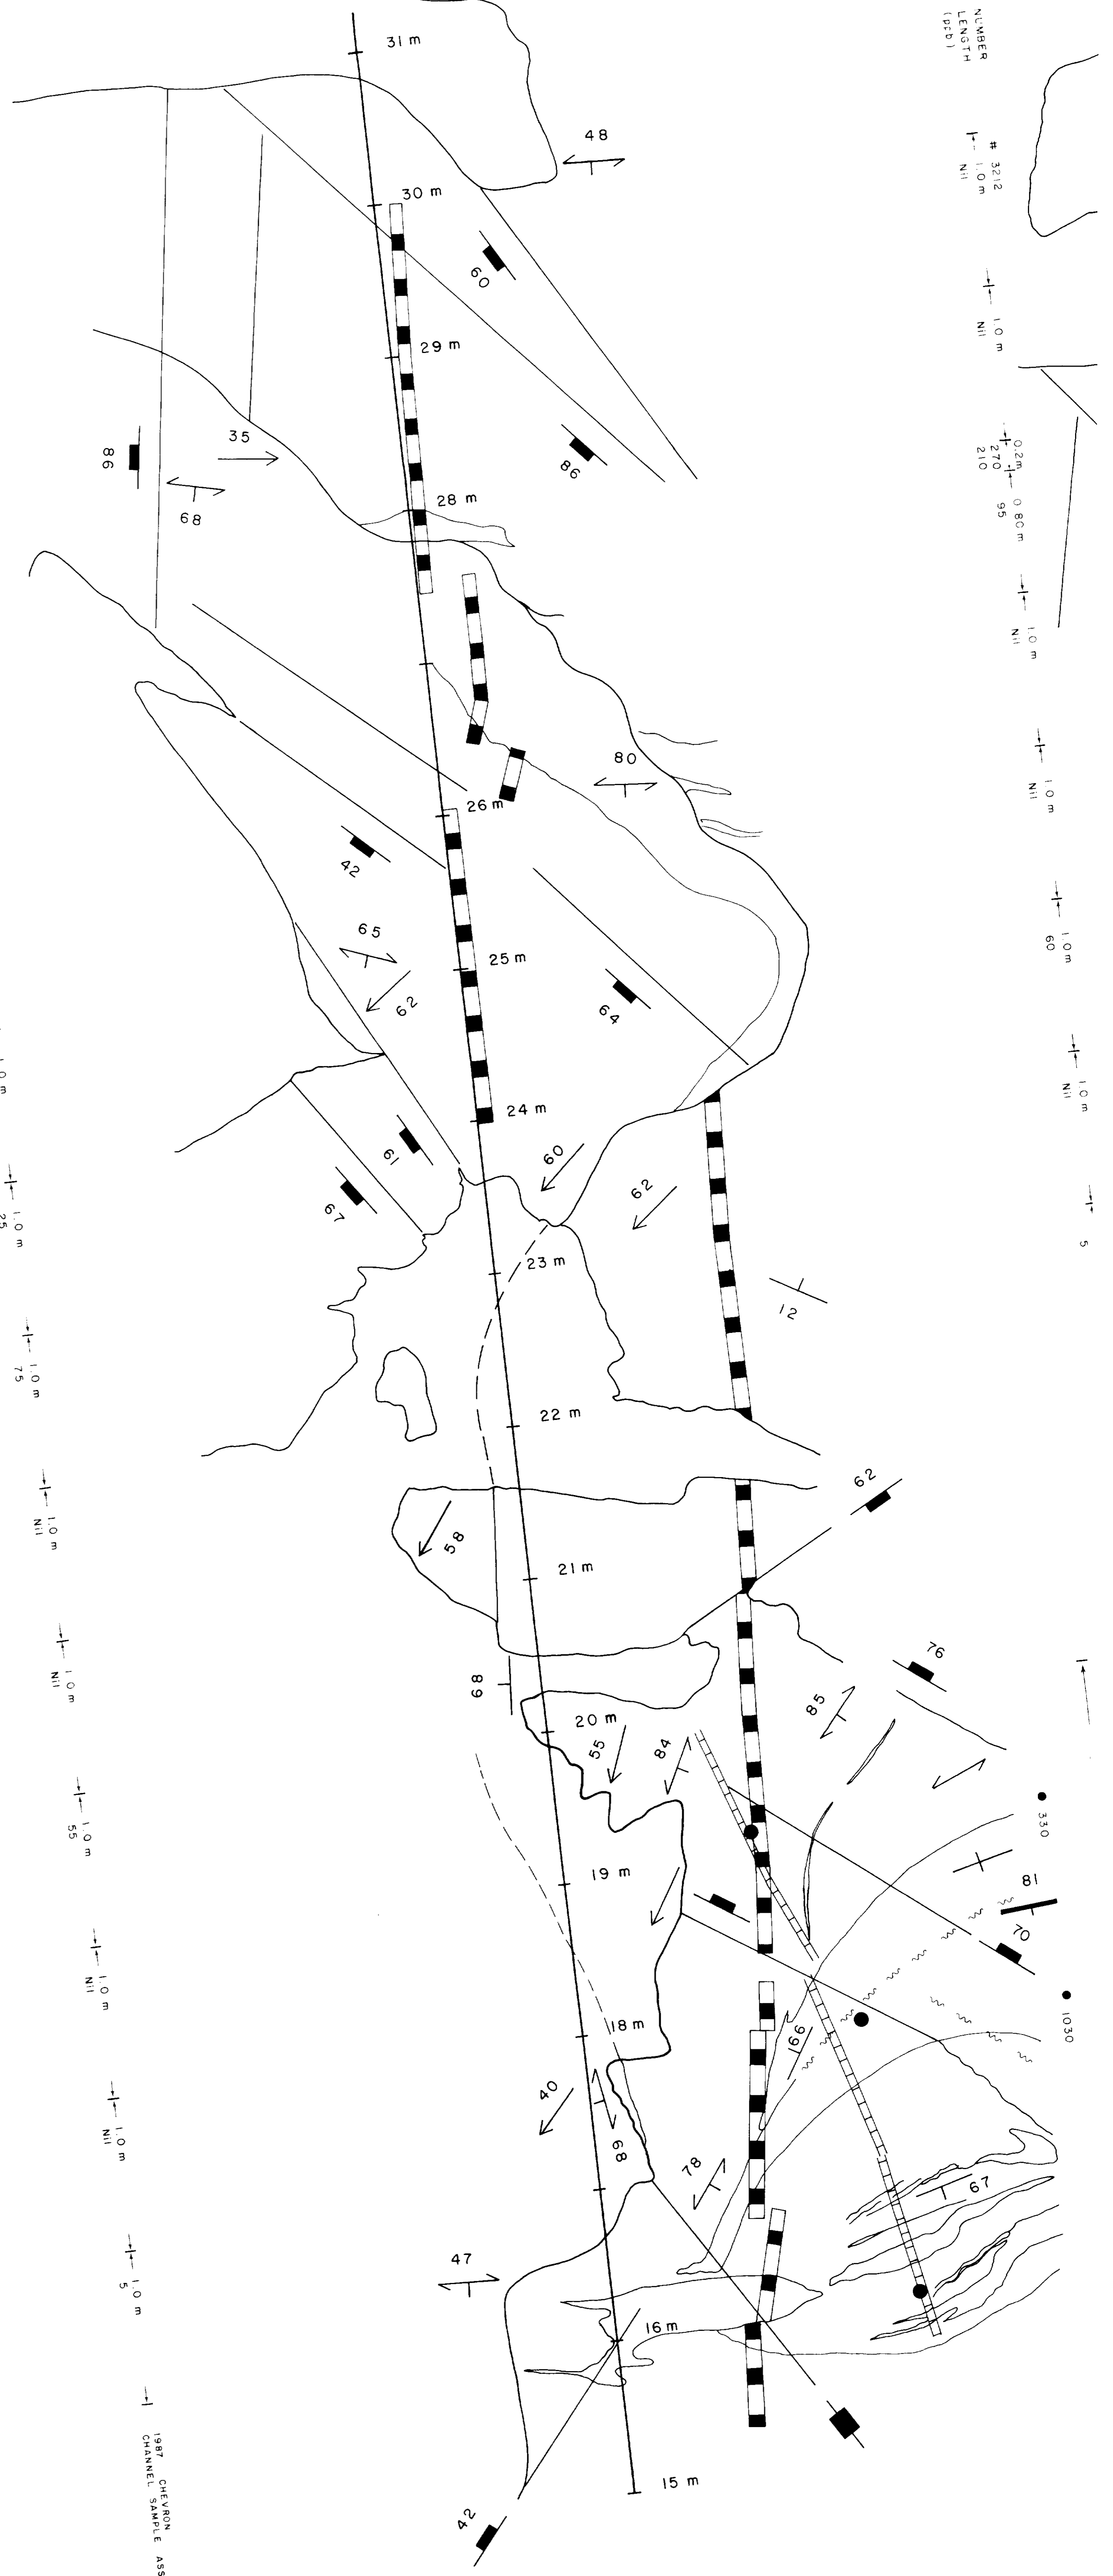 NUMBER
LENGTH
(ppb)
31 m
48
# 3212
1.0 m
Nil
30 m
60
1.0 m
Nil
29 m
35
86
86
68
0.2m
270
210
0.80 m
95
28 m
1.0 m
Nil
80
1.0 m
Nil
26 m
42
65
1.0m
60
25 m
62
64
1.0 m
Nil
24 m
61
60
62
67
1.0 m
25
5
23 m
12
1.0 m
75
22 m
62
1.0 m
Nil
58
21 m
76
1.0 m
Nil
89
85
20 m
55
84
330
1.0 m
55
19 m
81
70
1.0 m
Nil
1030
18 m
166
40
68
78
67
1.0 m
Nil
47
1.0 m
5
16 m
15 m
1987 CHEVRON
CHANNEL SAMPLE ASS
42